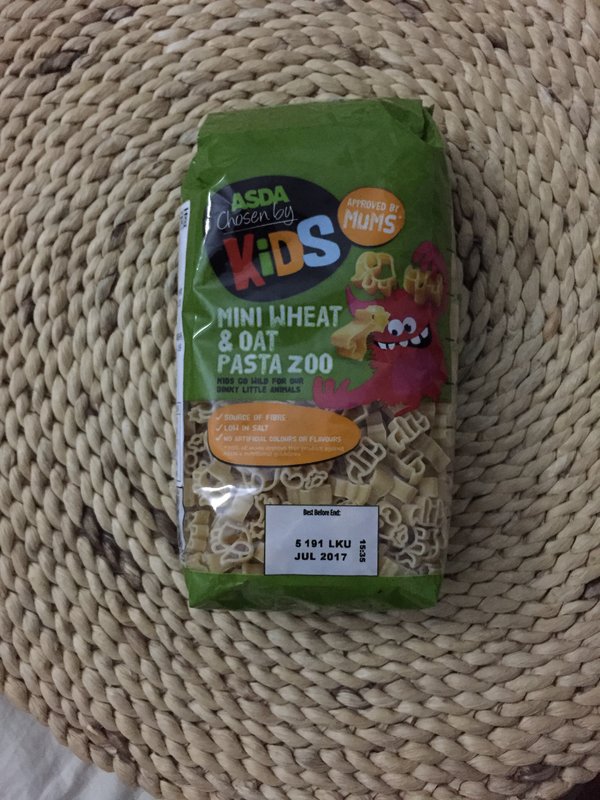 ASDA
Chosen by
KiDS
APPROVED BY
MUMS
MINI WHEAT
& OAT
PASTA ZOO
KIDS GO WILD FOR OUR
DINKY LITTLE ANIMALS
✓ SOURCE OF FIBRE
✓ LOW IN SALT
✓ NO ARTIFICIAL COLOURS OR FLAVOURS
Best Before End:
5 191 LKU
JUL 2017
15:35